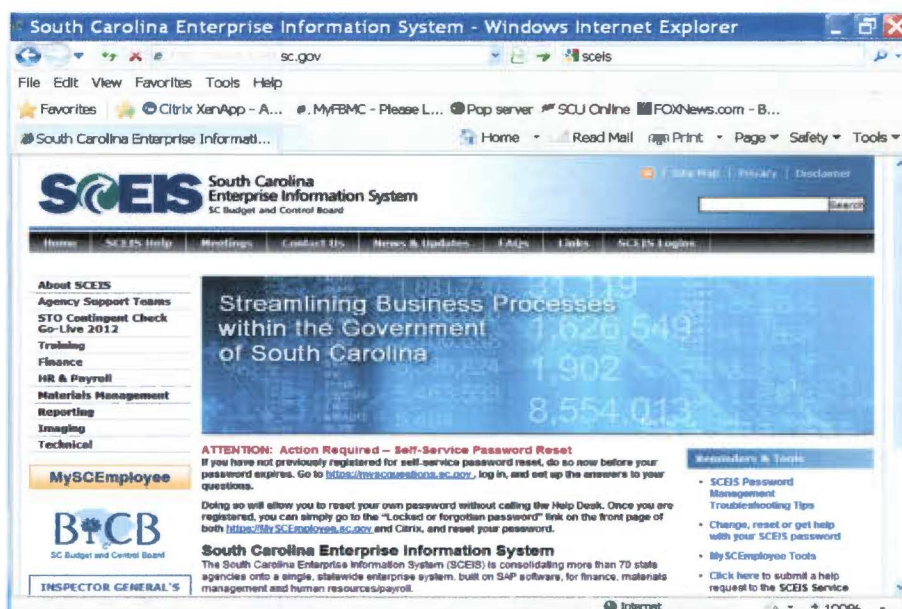 South Carolina Enterprise Information System - Windows Internet Explorer
sc.gov
sceis
File Edit View Favorites Tools Help
Favorites Citrix XenApp - A... MyFBMC - Please L... Pop server SCU Online FOXNews.com - B...
South Carolina Enterprise Informati... Home Read Mail Print Page Safety Tools
SCEIS South Carolina
Enterprise Information System
SC Budget and Control Board
| Site Map | Privacy | Disclaimer
Search
Home SCEIS Help Meetings Contact Us News & Updates FAQs Links SCEIS Logins
About SCEIS
Agency Support Teams
STO Contingent Check
Go-Live 2012
Training
Finance
HR & Payroll
Materials Management
Reporting
Imaging
Technical
MySCEmployee
B CB
SC Budget and Control Board
INSPECTOR GENERAL'S
Streamlining Business Processes
within the Government
of South Carolina
31,119
1,626,549
1,902
8,554,013
ATTENTION: Action Required – Self-Service Password Reset
If you have not previously registered for self-service password reset, do so now before your
password expires. Go to https://myscquestions.sc.gov , log in, and set up the answers to your
questions.
Doing so will allow you to reset your own password without calling the Help Desk. Once you are
registered, you can simply go to the “Locked or forgotten password” link on the front page of
both https://MySCEmployee.sc.gov and Citrix, and reset your password.
South Carolina Enterprise Information System
The South Carolina Enterprise Information System (SCEIS) is consolidating more than 70 state
agencies onto a single, statewide enterprise system, built on SAP software, for finance, materials
management and human resources/payroll.
Reminders & Tools
• SCEIS Password
Management
Troubleshooting Tips
• Change, reset or get help
with your SCEIS password
• MySCEmployee Tools
• Click here to submit a help
request to the SCEIS Service
Internet
100%